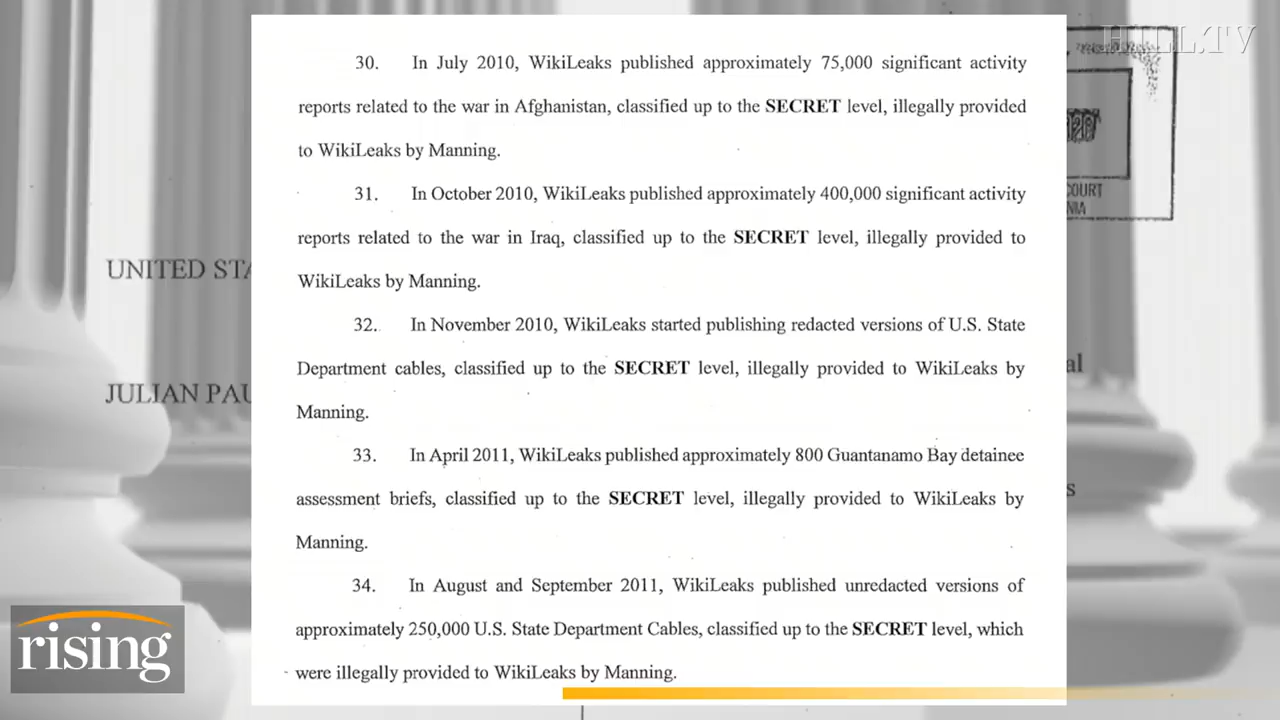 HILL.TV
30. In July 2010, WikiLeaks published approximately 75,000 significant activity
reports related to the war in Afghanistan, classified up to the SECRET level, illegally provided
to WikiLeaks by Manning.
31. In October 2010, WikiLeaks published approximately 400,000 significant activity
reports related to the war in Iraq, classified up to the SECRET level, illegally provided to
WikiLeaks by Manning.
32. In November 2010, WikiLeaks started publishing redacted versions of U.S. State
Department cables, classified up to the SECRET level, illegally provided to WikiLeaks by
Manning.
33. In April 2011, WikiLeaks published approximately 800 Guantanamo Bay detainee
assessment briefs, classified up to the SECRET level, illegally provided to WikiLeaks by
Manning.
34. In August and September 2011, WikiLeaks published unredacted versions of
approximately 250,000 U.S. State Department Cables, classified up to the SECRET level, which
were illegally provided to WikiLeaks by Manning.
UNITED STA
JULIAN PAU
COURT
NIA
al
s
rising